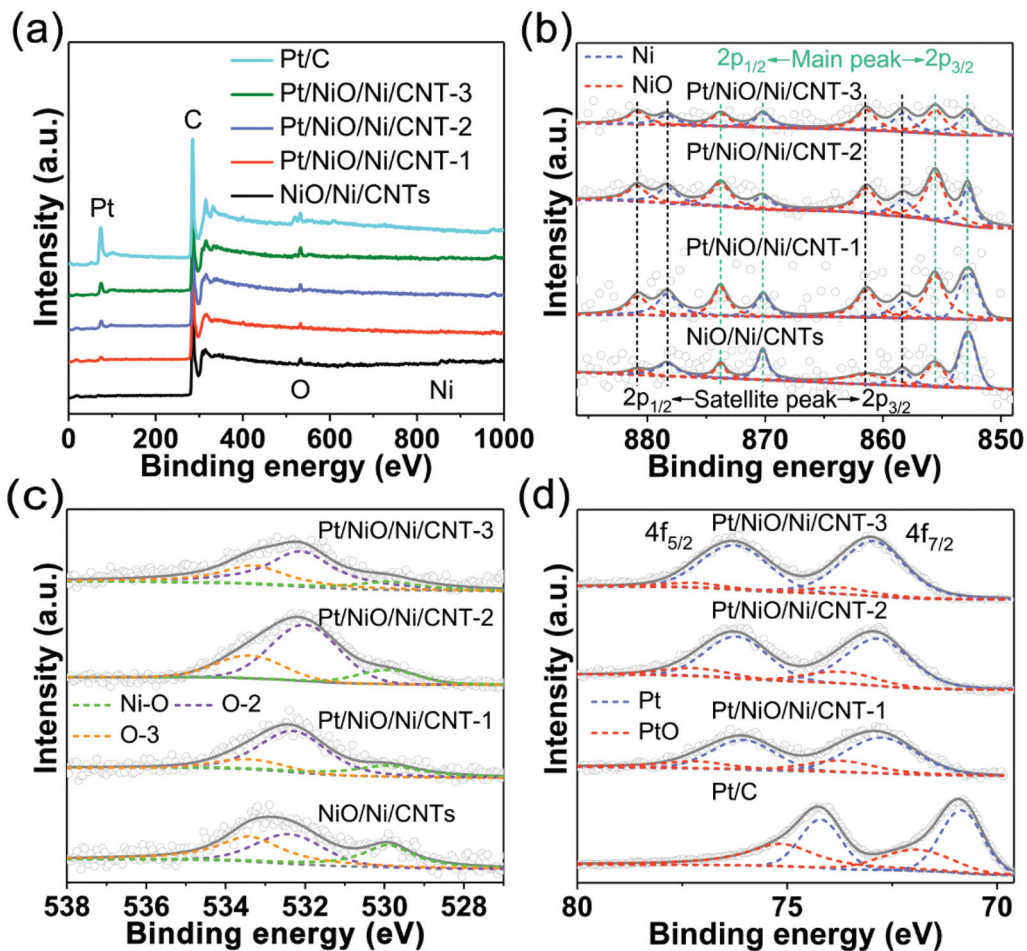 (a)
Pt/C
Pt/NiO/Ni/CNT-3
Pt/NiO/Ni/CNT-2
Pt/NiO/Ni/CNT-1
NiO/Ni/CNTs
C
Pt
O
Ni
Intensity (a.u.)
0 200 400 600 800 1000
Binding energy (eV)
(b)
Ni
NiO
2p1/2 ← Main peak → 2p3/2
Pt/NiO/Ni/CNT-3
Pt/NiO/Ni/CNT-2
Pt/NiO/Ni/CNT-1
NiO/Ni/CNTs
2p1/2 ← Satellite peak → 2p3/2
Intensity (a.u.)
880 870 860 850
Binding energy (eV)
(c)
Pt/NiO/Ni/CNT-3
Pt/NiO/Ni/CNT-2
Ni-O O-2
O-3
Pt/NiO/Ni/CNT-1
NiO/Ni/CNTs
Intensity (a.u.)
538 536 534 532 530 528
Binding energy (eV)
(d)
Pt/NiO/Ni/CNT-3
4f5/2 4f7/2
Pt/NiO/Ni/CNT-2
Pt
PtO
Pt/NiO/Ni/CNT-1
Pt/C
Intensity (a.u.)
80 75 70
Binding energy (eV)